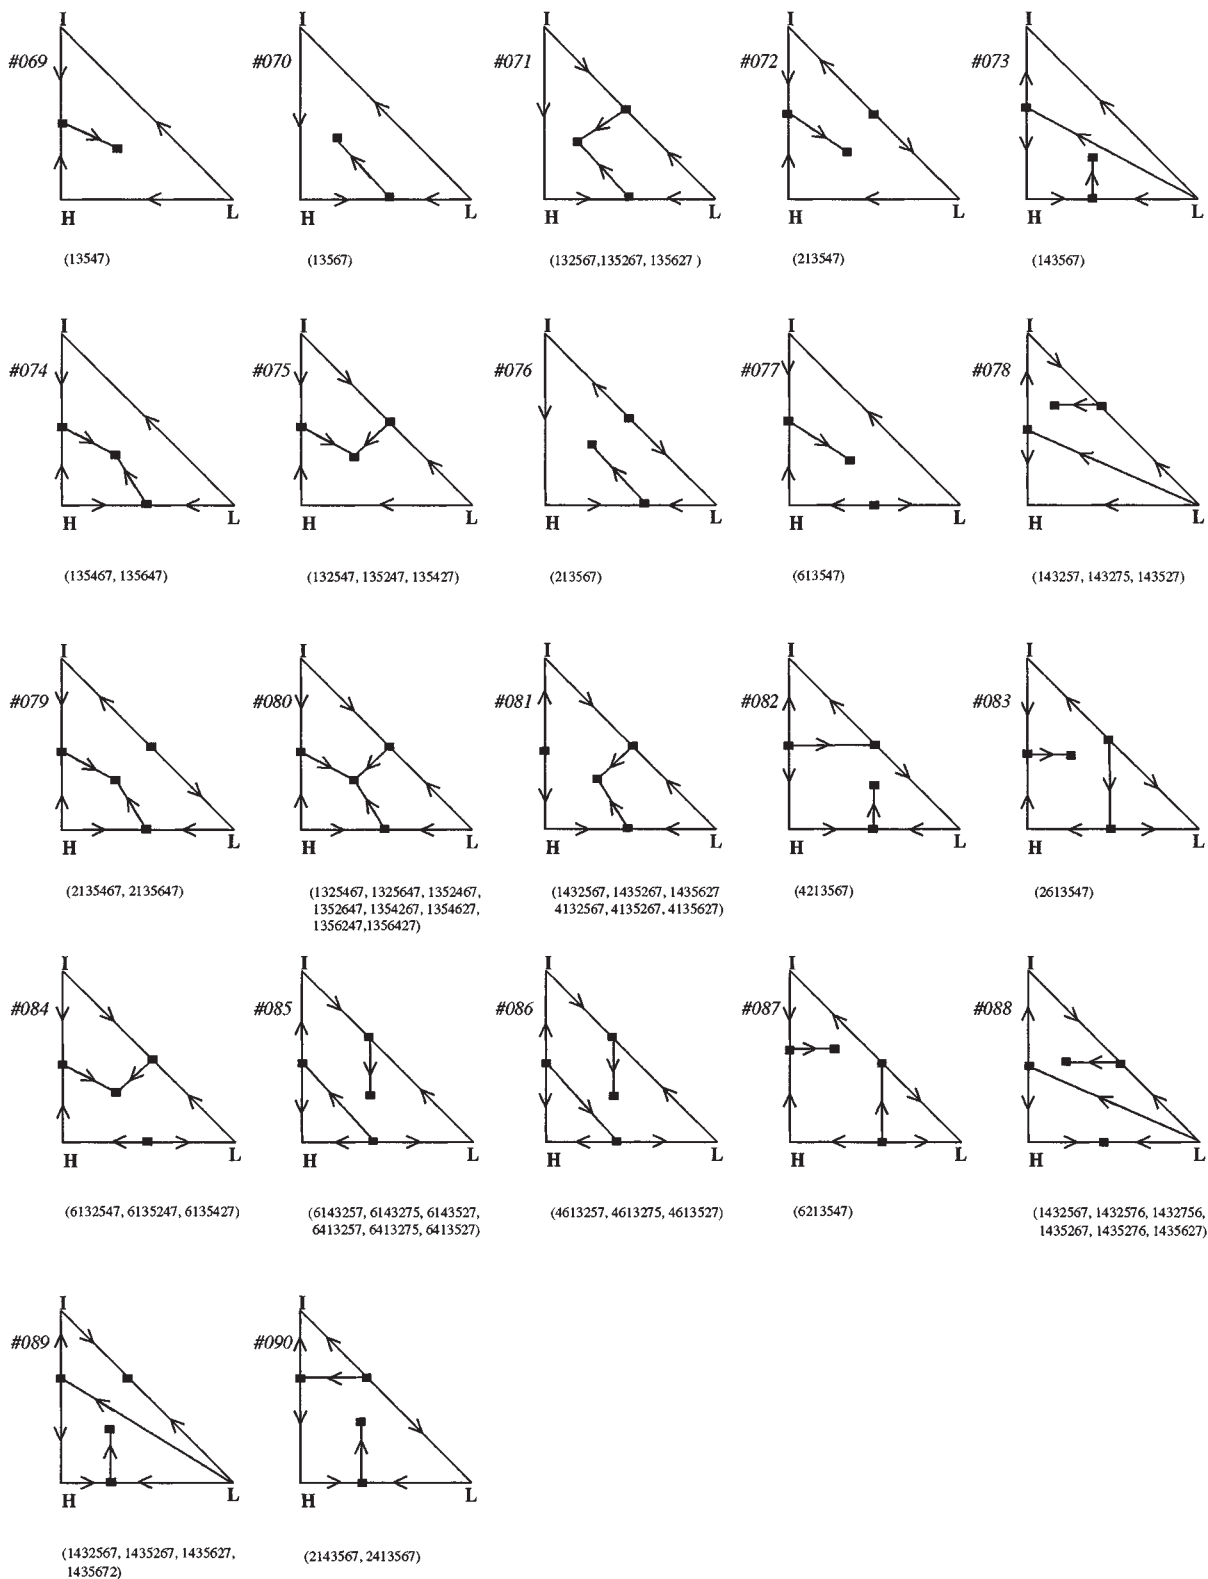 I I I I I
#069 #070 #071 #072 #073
H L H L H L H L H L
(13547) (13567) (132567,135267, 135627 ) (213547) (143567)
I I I I I
#074 #075 #076 #077 #078
H L H L H L H L H L
(135467, 135647) (132547, 135247, 135427) (213567) (613547) (143257, 143275, 143527)
I I I I I
#079 #080 #081 #082 #083
H L H L H L H L H L
(2135467, 2135647) (1325467, 1325647, 1352467, (1432567, 1435267, 1435627 (4213567) (2613547)
1352647, 1354267, 1354627, 4132567, 4135267, 4135627)
1356247,1356427)
I I I I I
#084 #085 #086 #087 #088
H L H L H L H L H L
(6132547, 6135247, 6135427) (6143257, 6143275, 6143527, (4613257, 4613275, 4613527) (6213547) (1432567, 1432576, 1432756,
6413257, 6413275, 6413527) 1435267, 1435276, 1435627)
I I
#089 #090
H L H L
(1432567, 1435267, 1435627, (2143567, 2413567)
1435672)